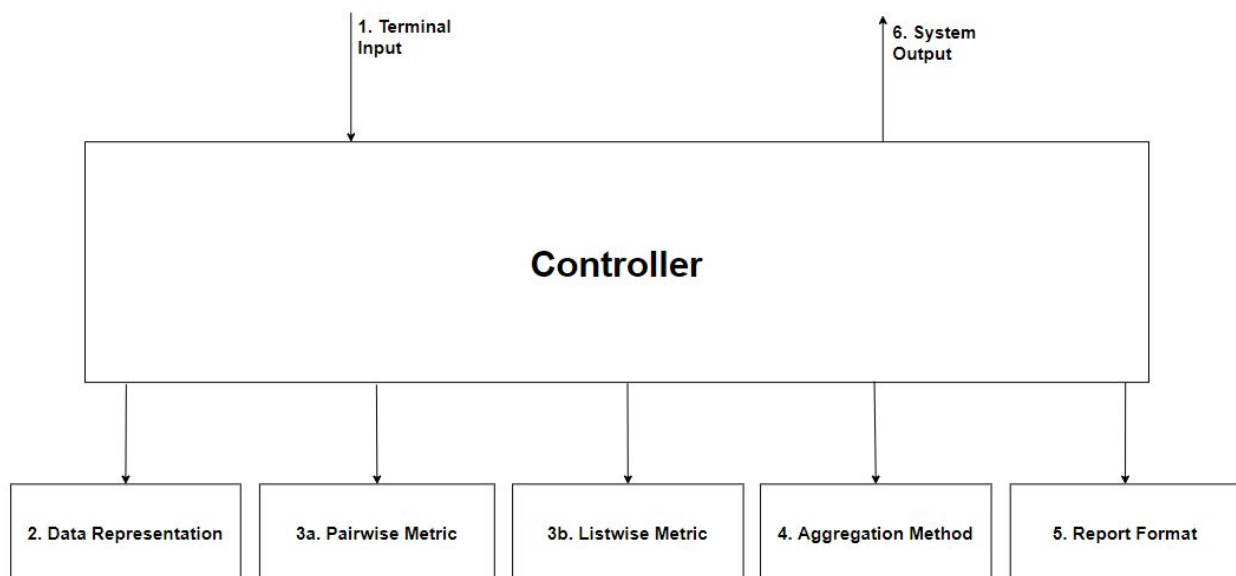 1. Terminal
Input
6. System
Output
Controller
2. Data Representation
3a. Pairwise Metric
3b. Listwise Metric
4. Aggregation Method
5. Report Format